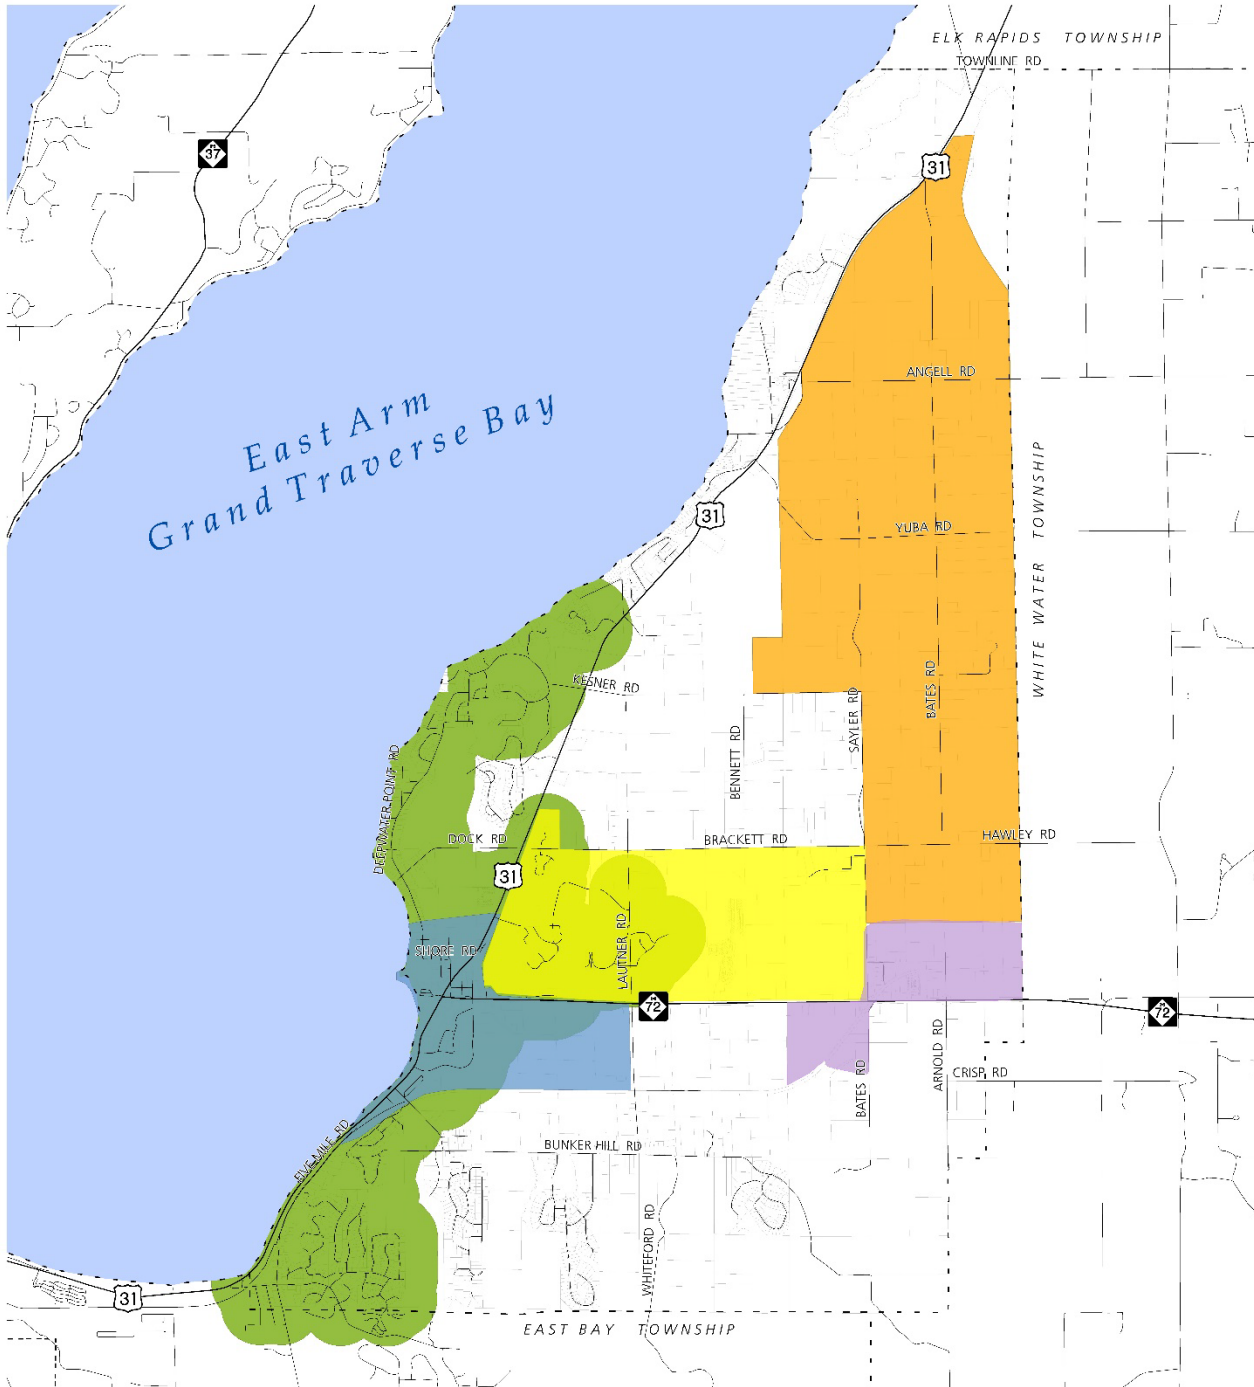 ELK RAPIDS TOWNSHIP
TOWNLINE RD
37
31
ANGELL RD
East Arm
Grand Traverse Bay
WHITE WATER TOWNSHIP
31
YUBA RD
KESNER RD
BATES RD
SAYLER RD
BENNETT RD
DEEPWATER POINT RD
DOCK RD
BRACKETT RD
HAWLEY RD
31
LAUTNER RD
SHORE RD
M
72
M
72
ARNOLD RD
BATES RD
CRISP RD
FIVE MILE RD
BUNKER HILL RD
WHITEFORD RD
31
EAST BAY TOWNSHIP